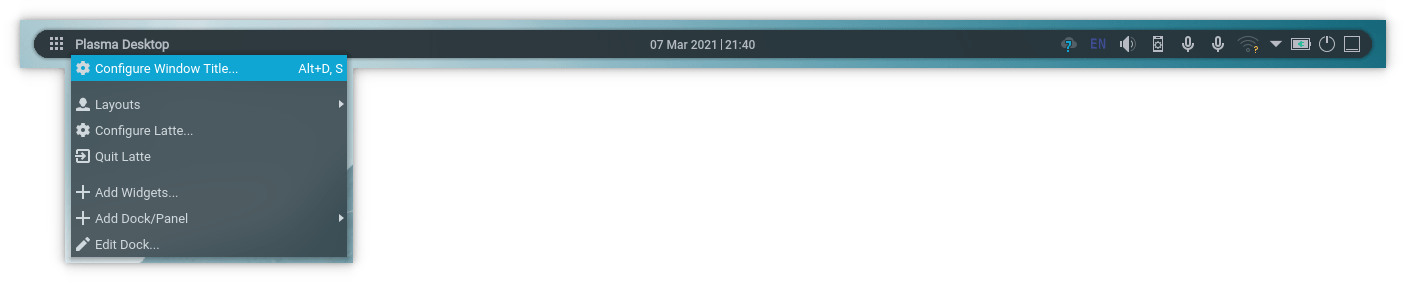 Plasma Desktop
07 Mar 2021|21:40
EN
?
?
Configure Window Title... Alt+D, S
Layouts
Configure Latte...
Quit Latte
Add Widgets...
Add Dock/Panel
Edit Dock...